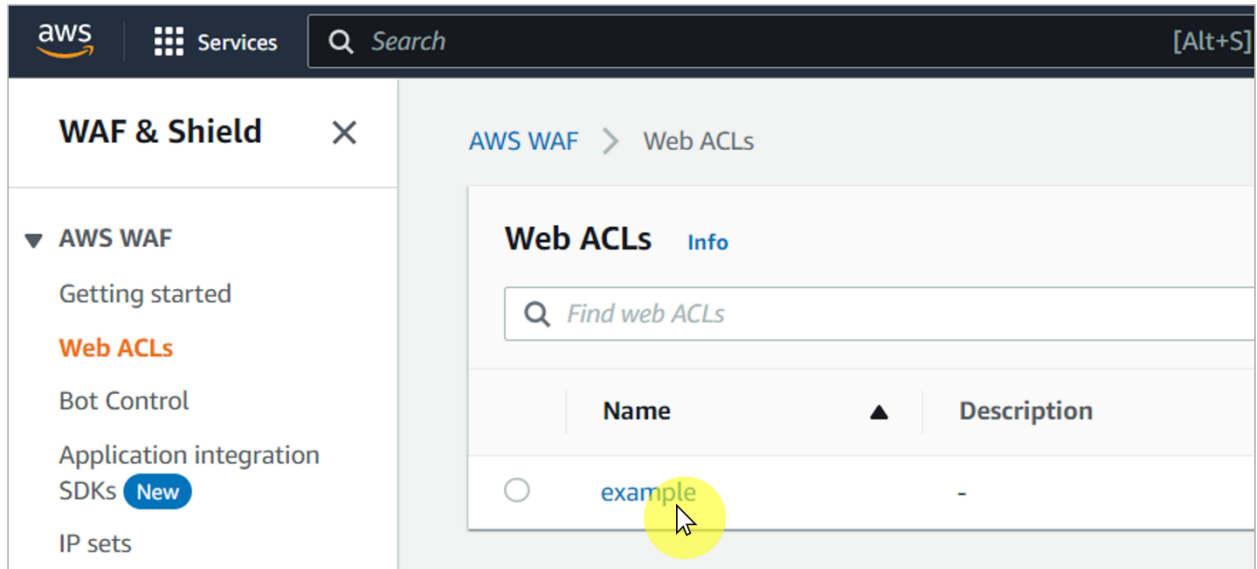 aws Services Search [Alt+S]
WAF & Shield
AWS WAF
Getting started
Web ACLs
Bot Control
Application integration
SDKs New
IP sets
AWS WAF > Web ACLs
Web ACLs Info
Find web ACLs
Name Description
example -